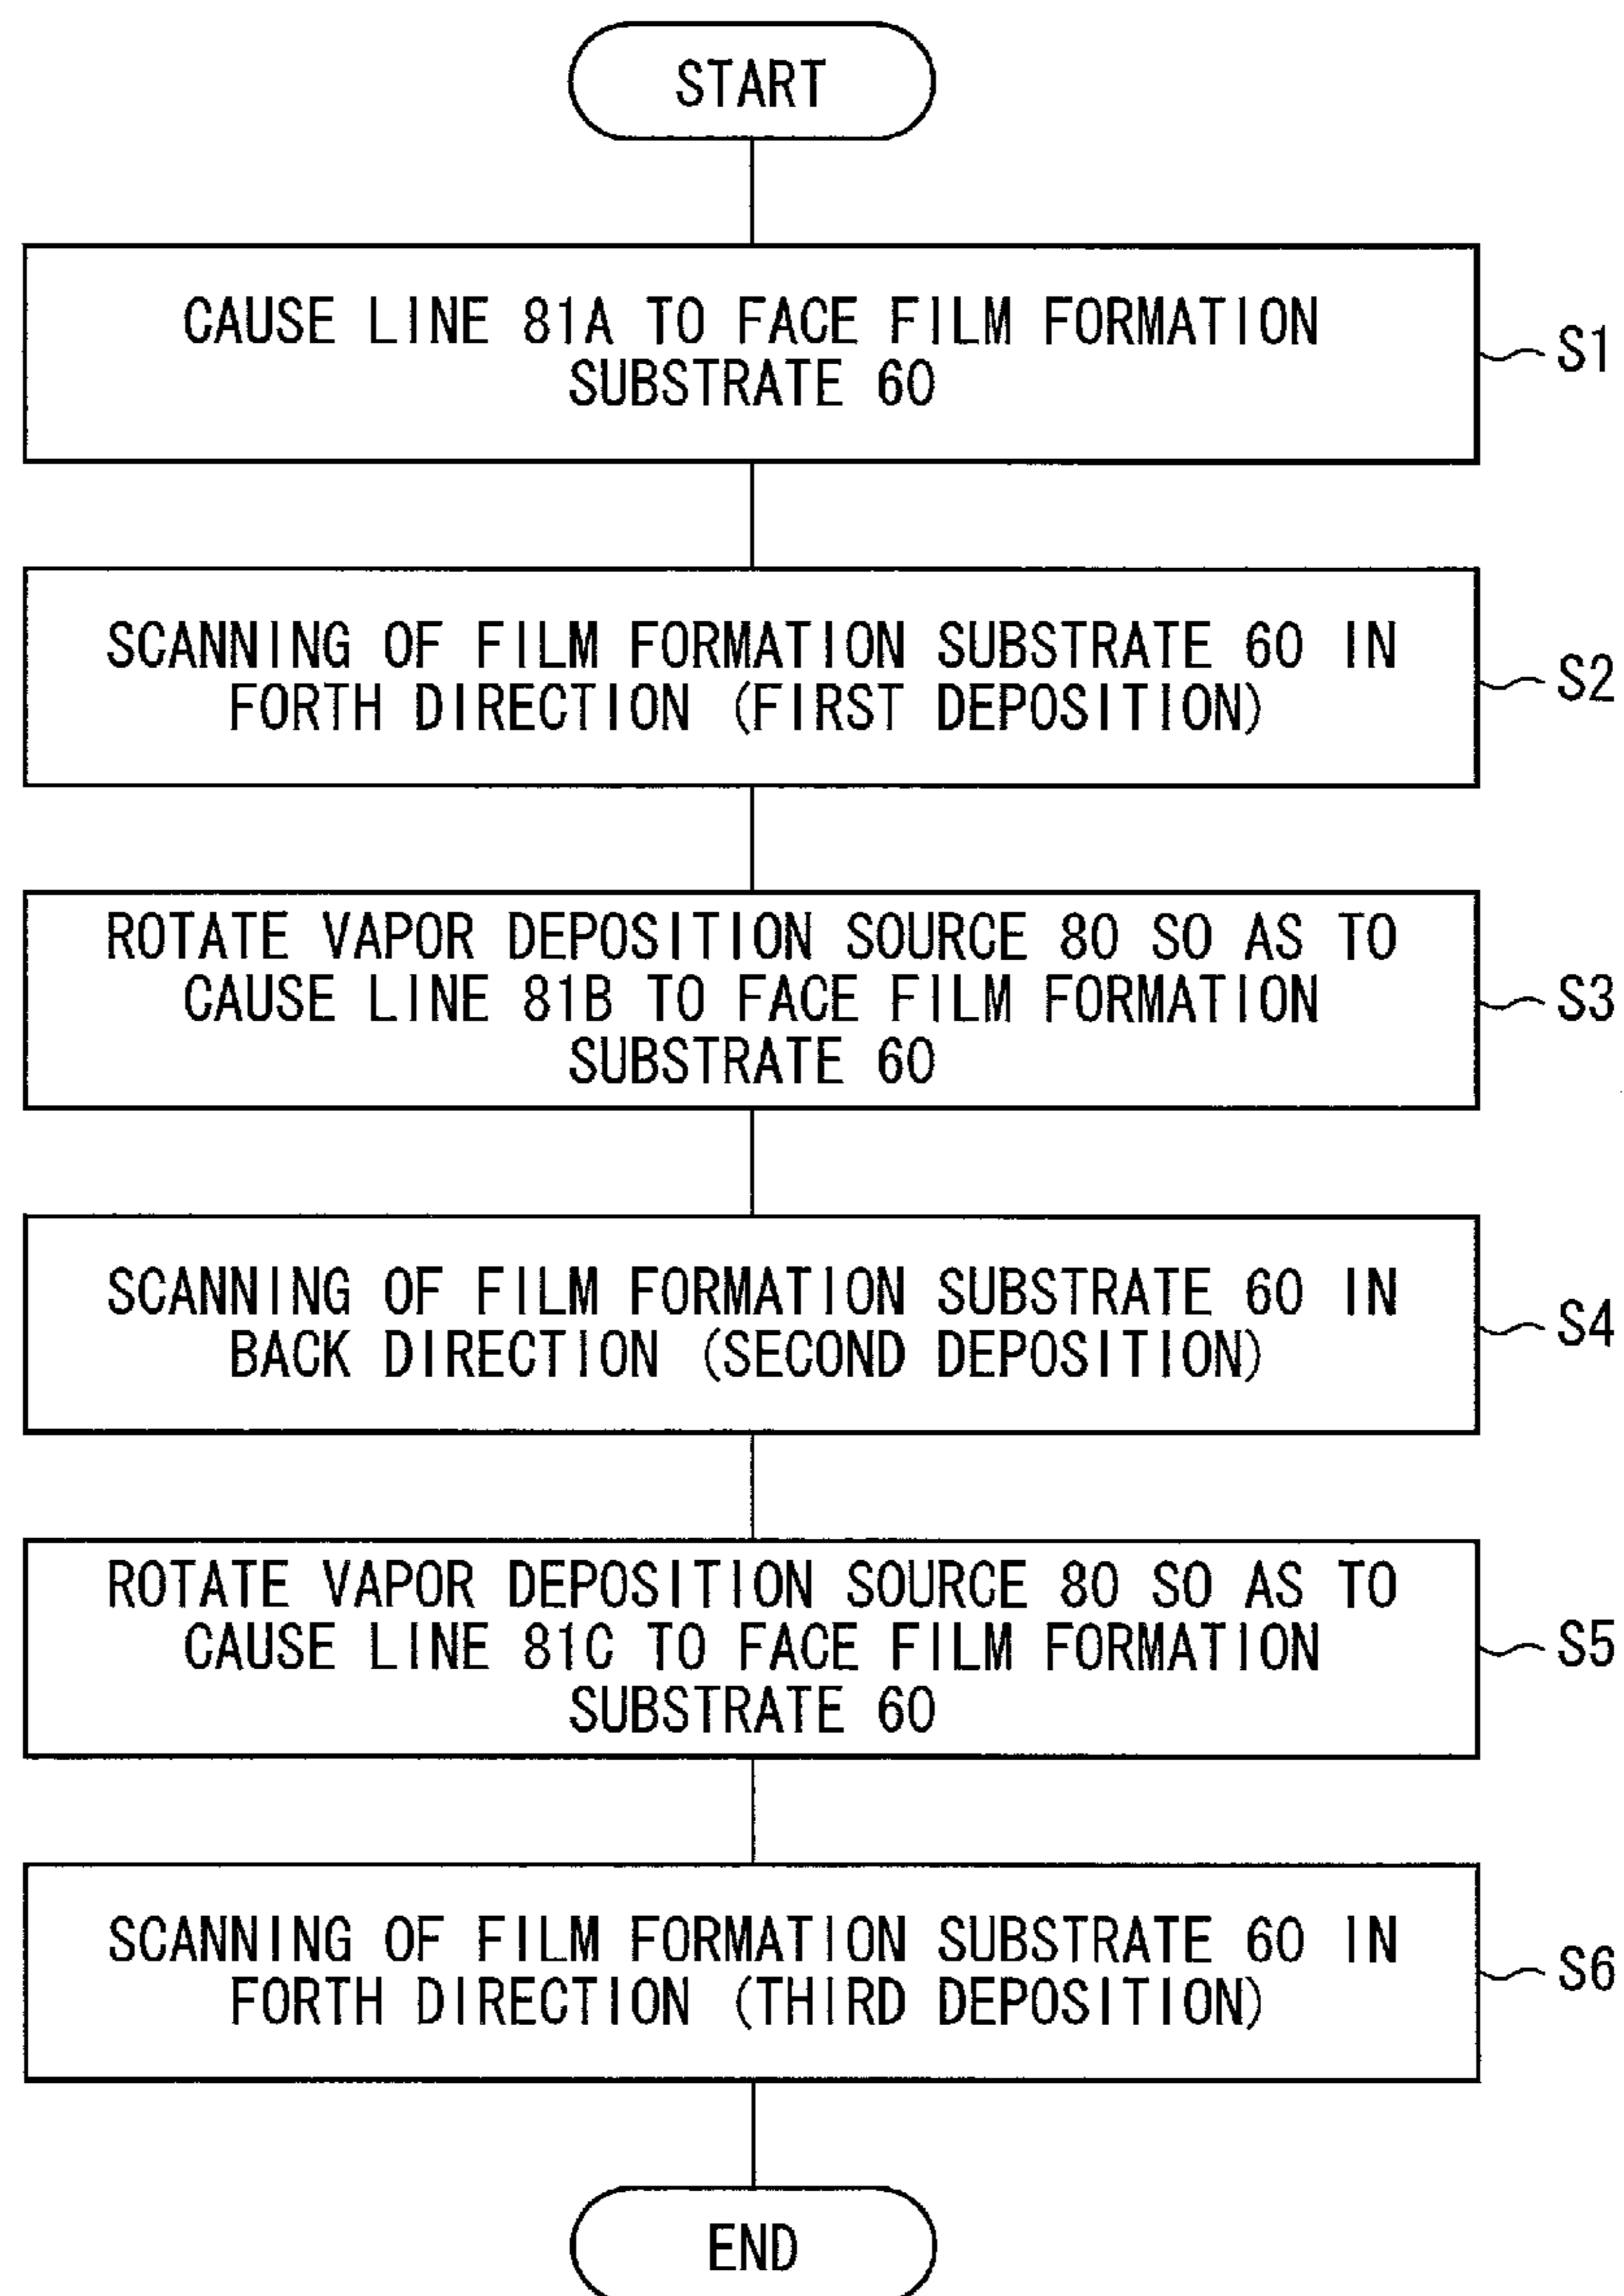 START
CAUSE LINE 81A TO FACE FILM FORMATION
SUBSTRATE 60
S1
SCANNING OF FILM FORMATION SUBSTRATE 60 IN
FORTH DIRECTION (FIRST DEPOSITION)
S2
ROTATE VAPOR DEPOSITION SOURCE 80 SO AS TO
CAUSE LINE 81B TO FACE FILM FORMATION
SUBSTRATE 60
S3
SCANNING OF FILM FORMATION SUBSTRATE 60 IN
BACK DIRECTION (SECOND DEPOSITION)
S4
ROTATE VAPOR DEPOSITION SOURCE 80 SO AS TO
CAUSE LINE 81C TO FACE FILM FORMATION
SUBSTRATE 60
S5
SCANNING OF FILM FORMATION SUBSTRATE 60 IN
FORTH DIRECTION (THIRD DEPOSITION)
S6
END